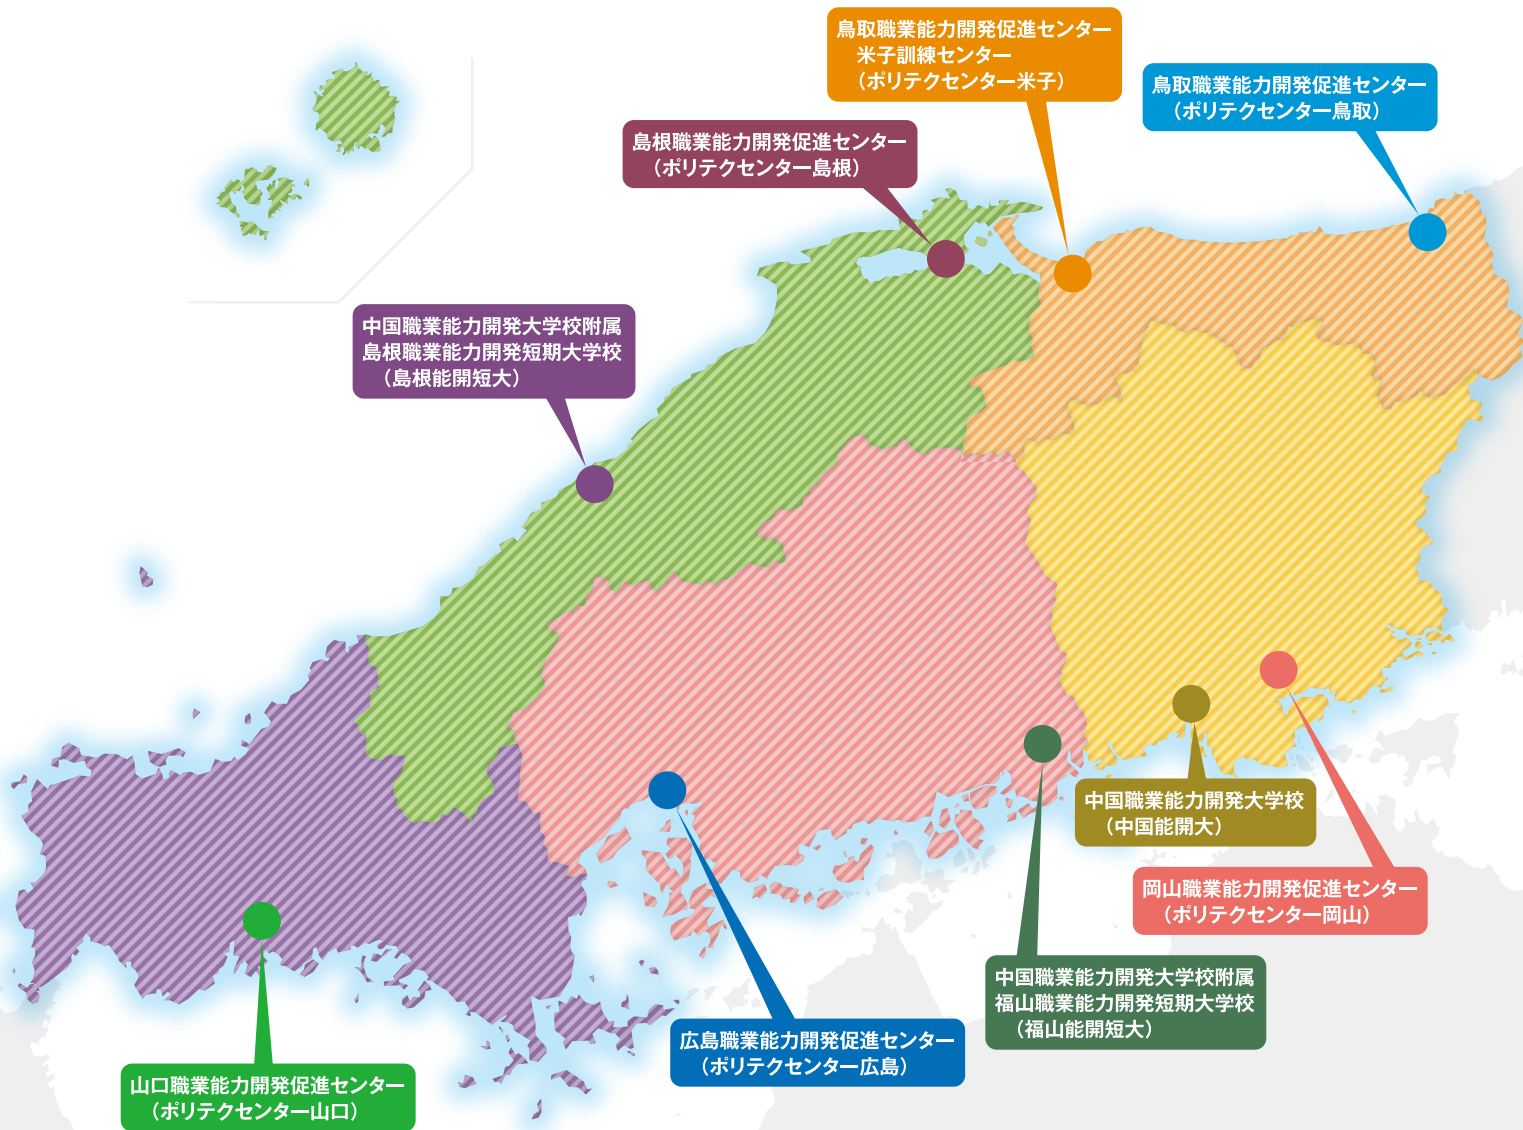 鳥取職業能力開発促進センター
米子訓練センター
（ポリテクセンター米子）
鳥取職業能力開発促進センター
（ポリテクセンター鳥取）
島根職業能力開発促進センター
（ポリテクセンター島根）
中国職業能力開発大学校附属
島根職業能力開発短期大学校
（島根能開短大）
中国職業能力開発大学校
（中国能開大）
岡山職業能力開発促進センター
（ポリテクセンター岡山）
中国職業能力開発大学校附属
福山職業能力開発短期大学校
（福山能開短大）
広島職業能力開発促進センター
（ポリテクセンター広島）
山口職業能力開発促進センター
（ポリテクセンター山口）